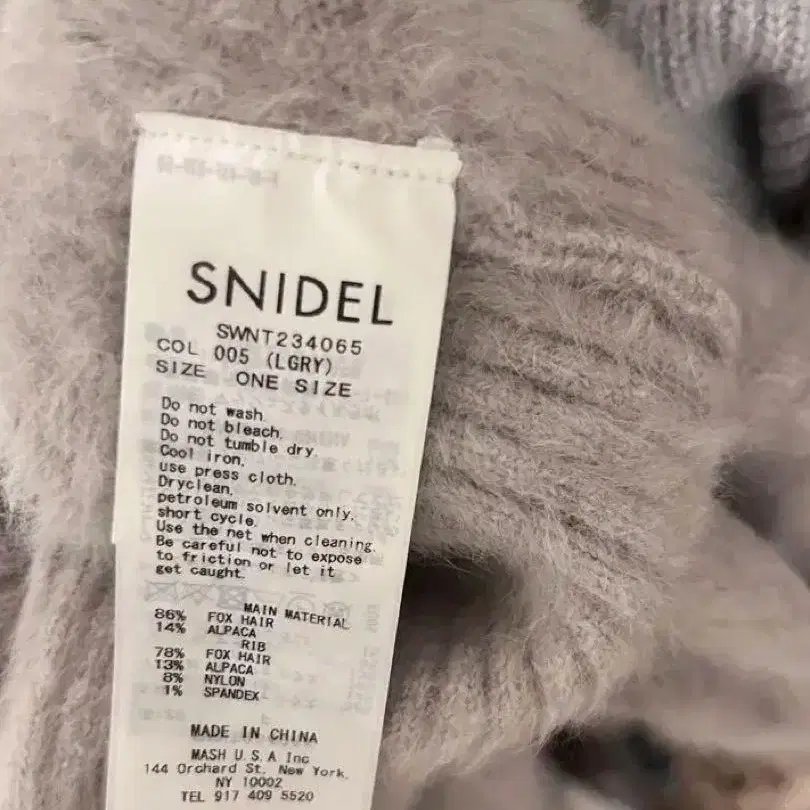 SNIDEL
SWNT234065
COL 005 (LGRY)
SIZE ONE SIZE
Do not wash.
Do not bleach.
Do not tumble dry.
Cool iron,
use press cloth.
Dryclean,
petroleum solvent only,
short cycle.
Use the net when cleaning.
Be careful not to expose
to friction or let it
get caught.
MAIN MATERIAL
86% FOX HAIR
14% ALPACA
RIB
78% FOX HAIR
13% ALPACA
8% NYLON
1% SPANDEX
MADE IN CHINA
MASH U.S.A Inc
144 Orchard St, New York,
NY 10002
TEL 917 409 5520